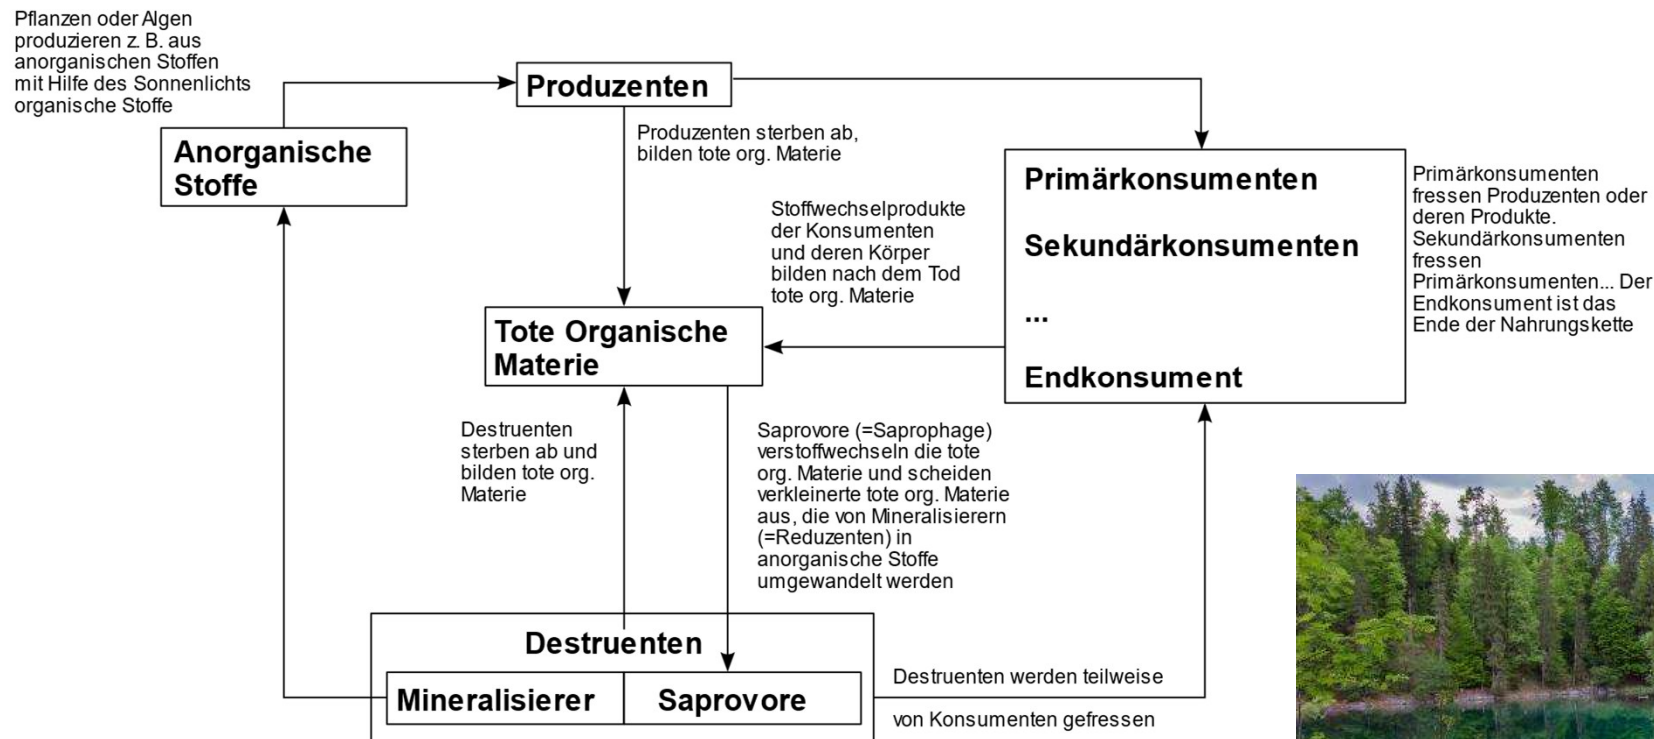 Pflanzen oder Algen
produzieren z. B. aus
anorganischen Stoffen
mit Hilfe des Sonnenlichts
organische Stoffe
Produzenten
Anorganische
Stoffe
Produzenten sterben ab,
bilden tote org. Materie
Primärkonsumenten
Sekundärkonsumenten
...
Endkonsument
Primärkonsumenten
fressen Produzenten oder
deren Produkte.
Sekundärkonsumenten
fressen
Primärkonsumenten... Der
Endkonsument ist das
Ende der Nahrungskette
Stoffwechselprodukte
der Konsumenten
und deren Körper
bilden nach dem Tod
tote org. Materie
Tote Organische
Materie
Destruenten
sterben ab und
bilden tote org.
Materie
Saprovore (=Saprophage)
verstoffwechseln die tote
org. Materie und scheiden
verkleinerte tote org. Materie
aus, die von Mineralisierern
(=Reduzenten) in
anorganische Stoffe
umgewandelt werden
Destruenten
Mineralisierer
Saprovore
Destruenten werden teilweise
von Konsumenten gefressen